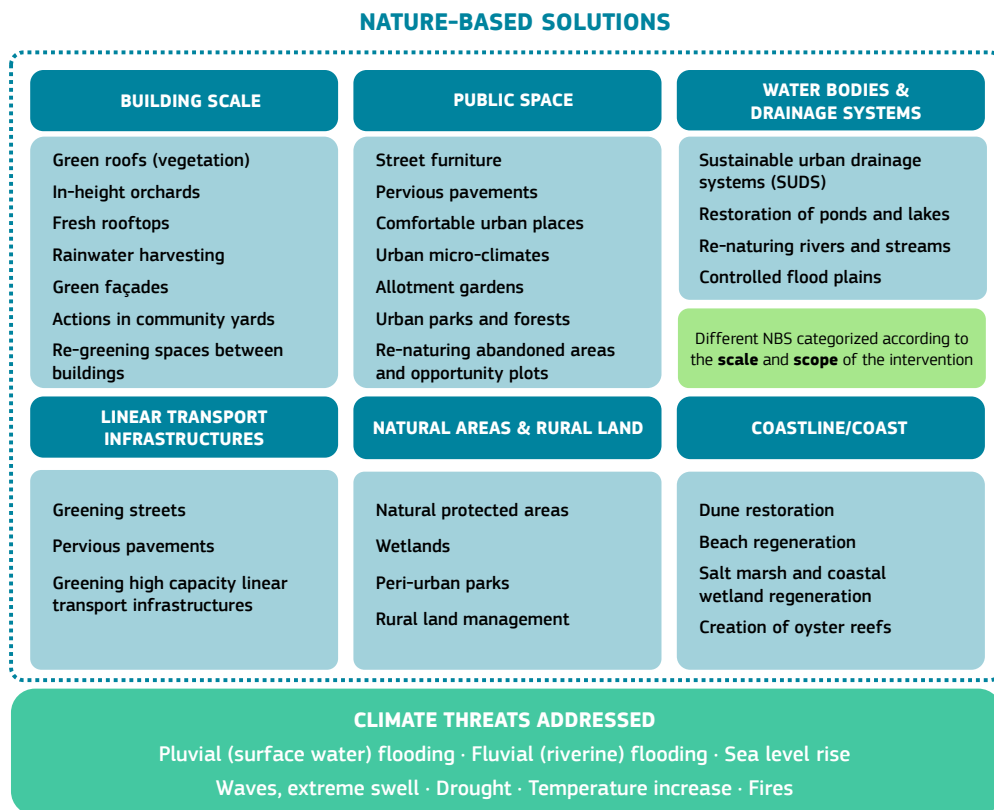 NATURE-BASED SOLUTIONS
BUILDING SCALE
Green roofs (vegetation)
In-height orchards
Fresh rooftops
Rainwater harvesting
Green façades
Actions in community yards
Re-greening spaces between
buildings
PUBLIC SPACE
Street furniture
Pervious pavements
Comfortable urban places
Urban micro-climates
Allotment gardens
Urban parks and forests
Re-naturing abandoned areas
and opportunity plots
WATER BODIES &
DRAINAGE SYSTEMS
Sustainable urban drainage
systems (SUDS)
Restoration of ponds and lakes
Re-naturing rivers and streams
Controlled flood plains
Different NBS categorized according to
the scale and scope of the intervention
LINEAR TRANSPORT
INFRASTRUCTURES
Greening streets
Pervious pavements
Greening high capacity linear
transport infrastructures
NATURAL AREAS & RURAL LAND
Natural protected areas
Wetlands
Peri-urban parks
Rural land management
COASTLINE/COAST
Dune restoration
Beach regeneration
Salt marsh and coastal
wetland regeneration
Creation of oyster reefs
CLIMATE THREATS ADDRESSED
Pluvial (surface water) flooding · Fluvial (riverine) flooding · Sea level rise
Waves, extreme swell · Drought · Temperature increase · Fires